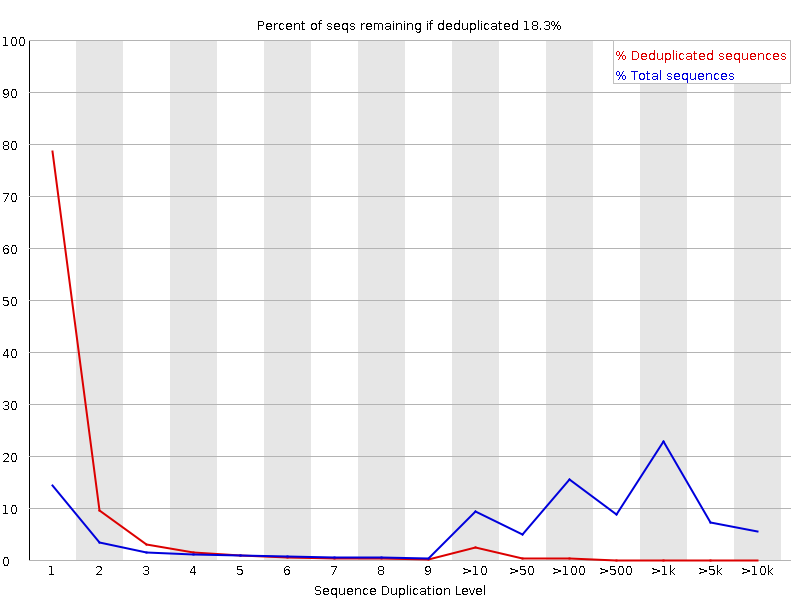 Percent of seqs remaining if deduplicated 18.3%
% Deduplicated sequences
% Total sequences
100
90
80
70
60
50
40
30
20
10
0
1 2 3 4 5 6 7 8 9 >10 >50 >100 >500 >1k >5k >10k
Sequence Duplication Level